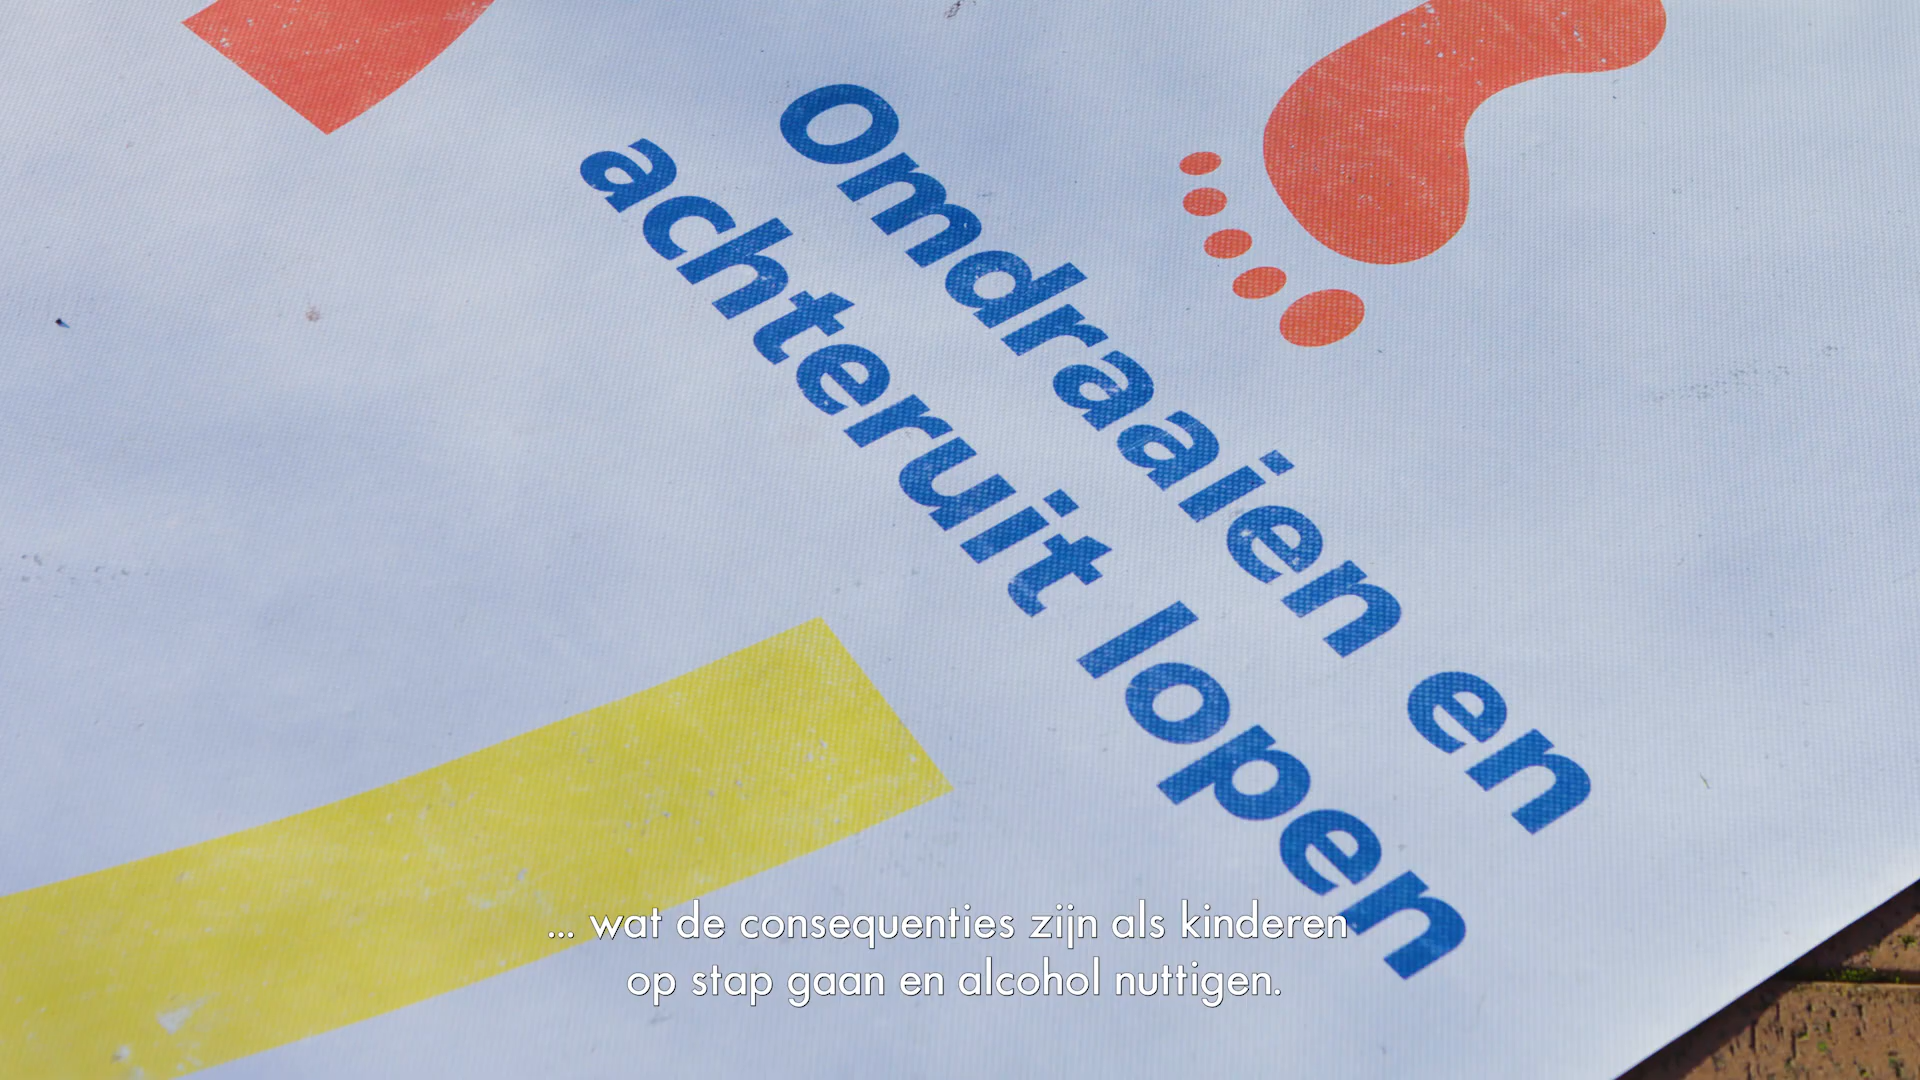 Omdraaien en
achteruit lopen
... wat de consequenties zijn als kinderen
op stap gaan en alcohol nuttigen.